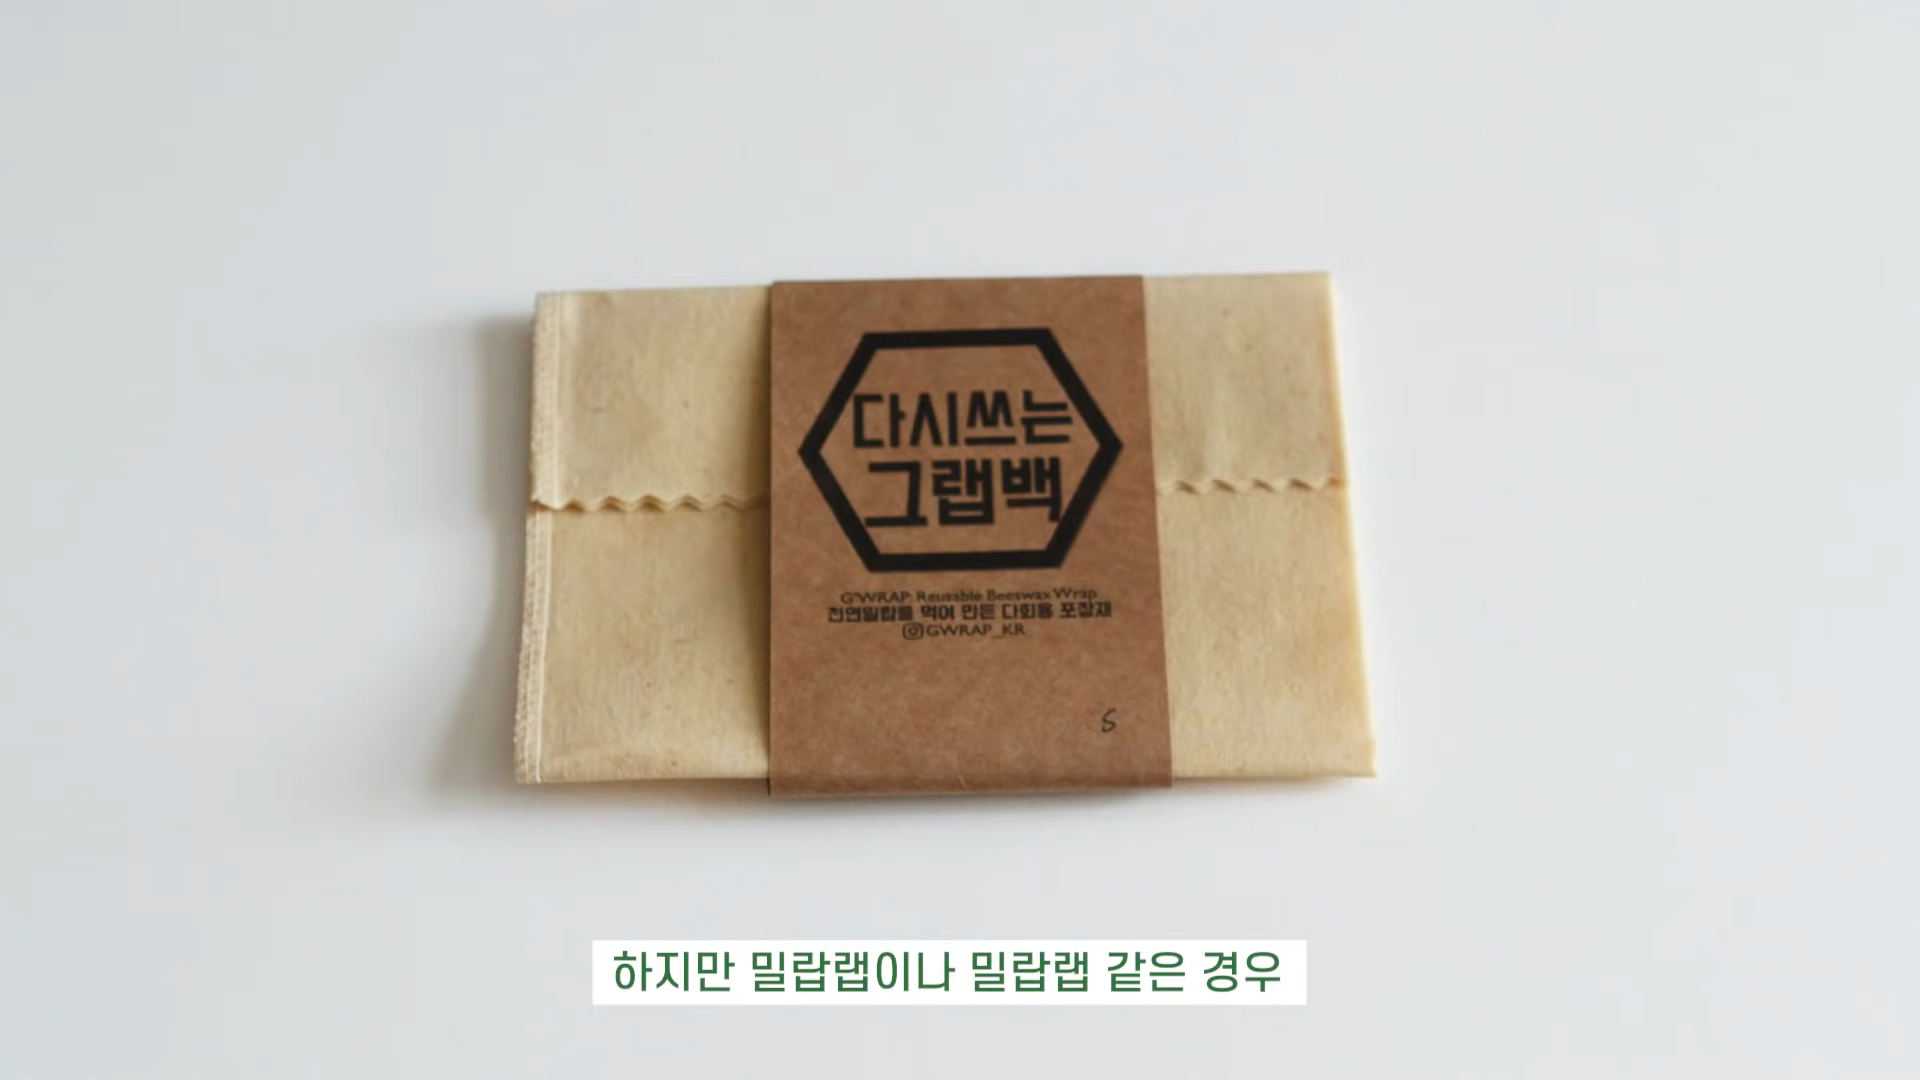 다시쓰는
그랩백
G'WRAP: Reusable Beeswax Wrap
천연밀랍을 먹여 만든 다회용 포장재
GWRAP_KR
S
하지만 밀랍랩이나 밀랍랩 같은 경우